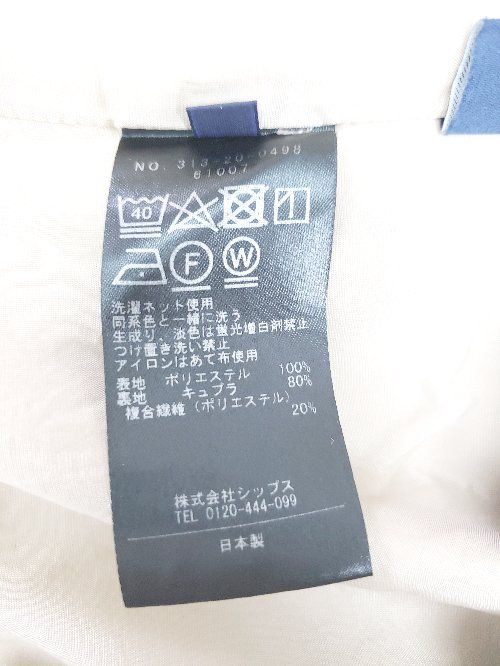 NO. 313-20-0498
61007
40
F W
洗濯ネット使用
同系色と一緒に洗う
生成り、淡色は蛍光増白剤禁止
つけ置き洗い禁止
アイロンはあて布使用
表地 ポリエステル 100%
裏地 キュプラ 80%
複合繊維(ポリエステル)
20%
株式会社シップス
TEL 0120-444-099
日本製